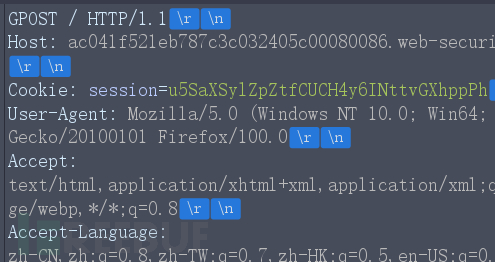 GPOST / HTTP/1.1 \r \n
Host: ac041f521eb787c3c032405c00080086.web-securi
\r \n
Cookie: session=u5SaXSylZpZtfCUCH4y6INttvGXhppPh
User-Agent: Mozilla/5.0 (Windows NT 10.0; Win64;
Gecko/20100101 Firefox/100.0 \r \n
Accept:
text/html,application/xhtml+xml,application/xml;q
ge/webp,*/*;q=0.8 \r \n
Accept-Language:
zh-CN,zh;q=0.8,zh-TW;q=0.7,zh-HK;q=0.5,en-US;q=0.